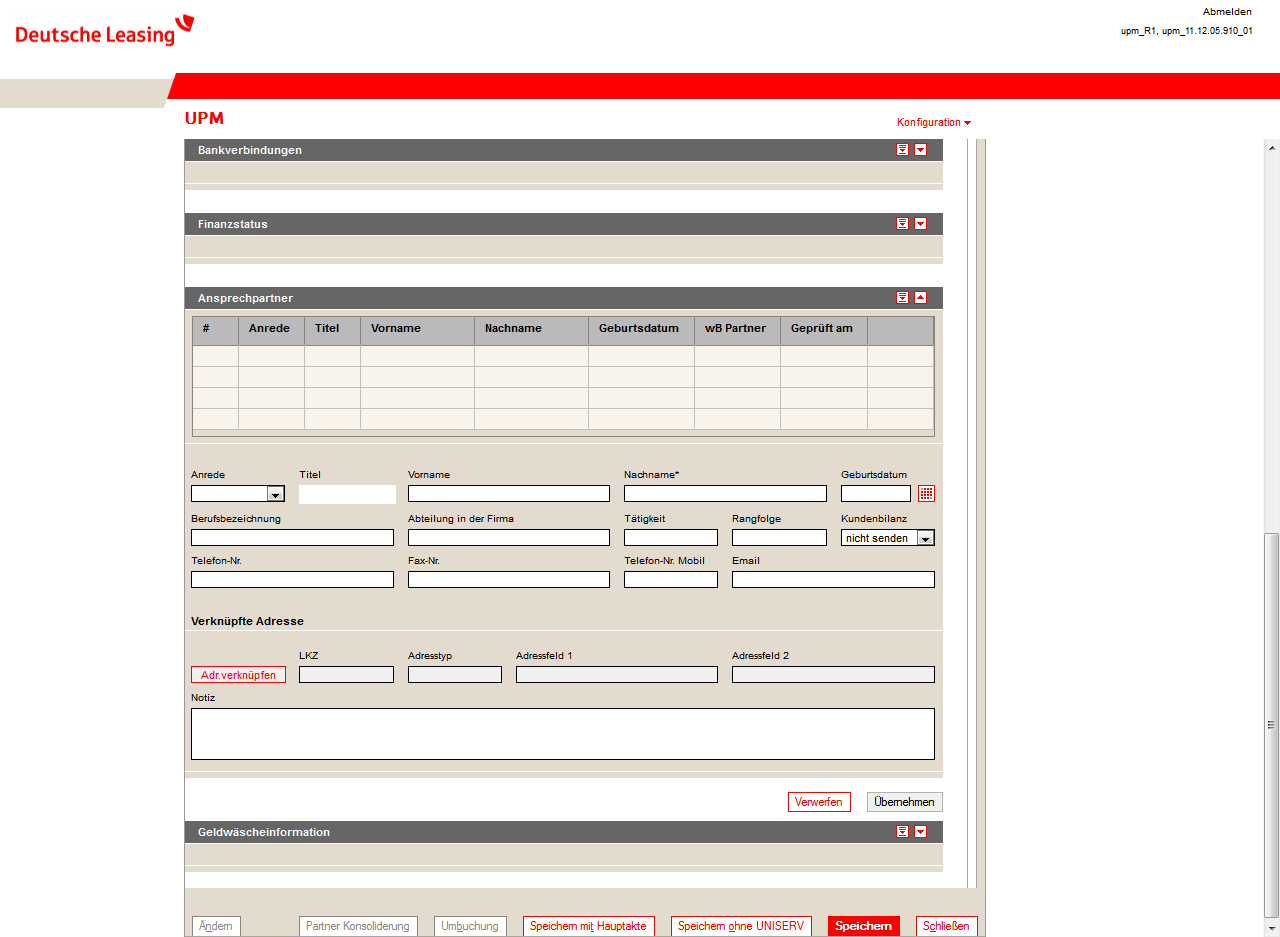 Abmelden
Deutsche Leasing
upm_R1, upm_11.12.05.910_01
UPM
Konfiguration
Bankverbindungen
Finanzstatus
Ansprechpartner
# Anrede Titel Vorname Nachname Geburtsdatum wB Partner Geprüft am
Anrede Titel Vorname Nachname* Geburtsdatum
Berufsbezeichnung Abteilung in der Firma Tätigkeit Rangfolge Kundenbilanz
nicht senden
Telefon-Nr. Fax-Nr. Telefon-Nr. Mobil Email
Verknüpfte Adresse
LKZ Adresstyp Adressfeld 1 Adressfeld 2
Adr.verknüpfen
Notiz
Verwerfen Übernehmen
Geldwäscheinformation
Ändern Partner Konsolidierung Umbuchung Speichern mit Hauptakte Speichern ohne UNISERV Speichern Schließen